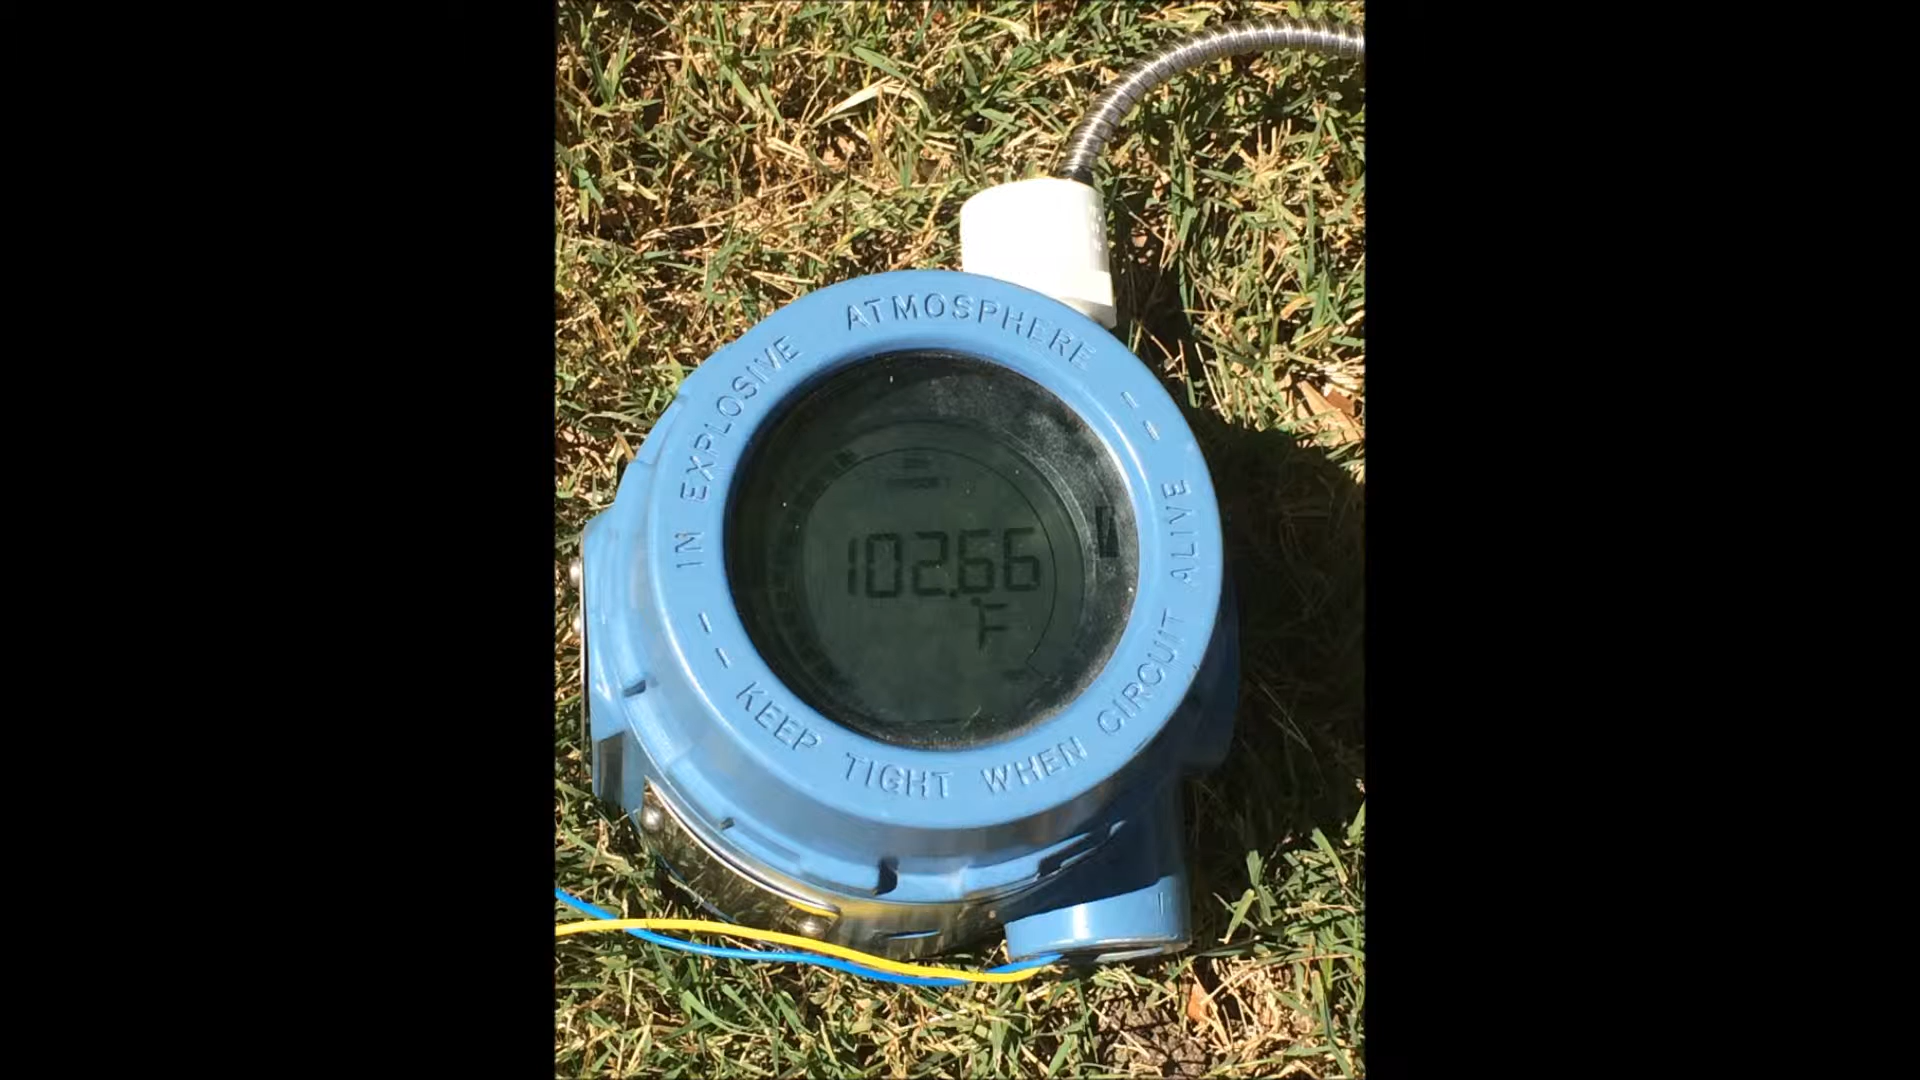 IN EXPLOSIVE ATMOSPHERE --
-- KEEP TIGHT WHEN CIRCUIT ALIVE
102.66
°F